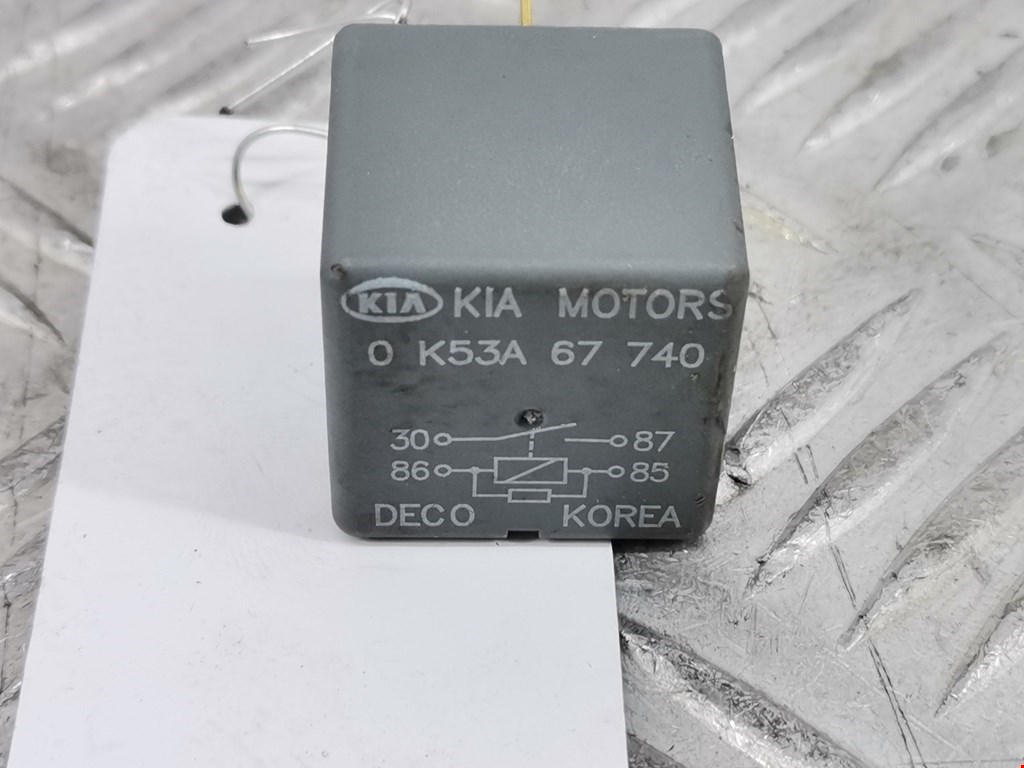 KIA KIA MOTORS
0 K53A 67 740
30 87
86 85
DECO KOREA